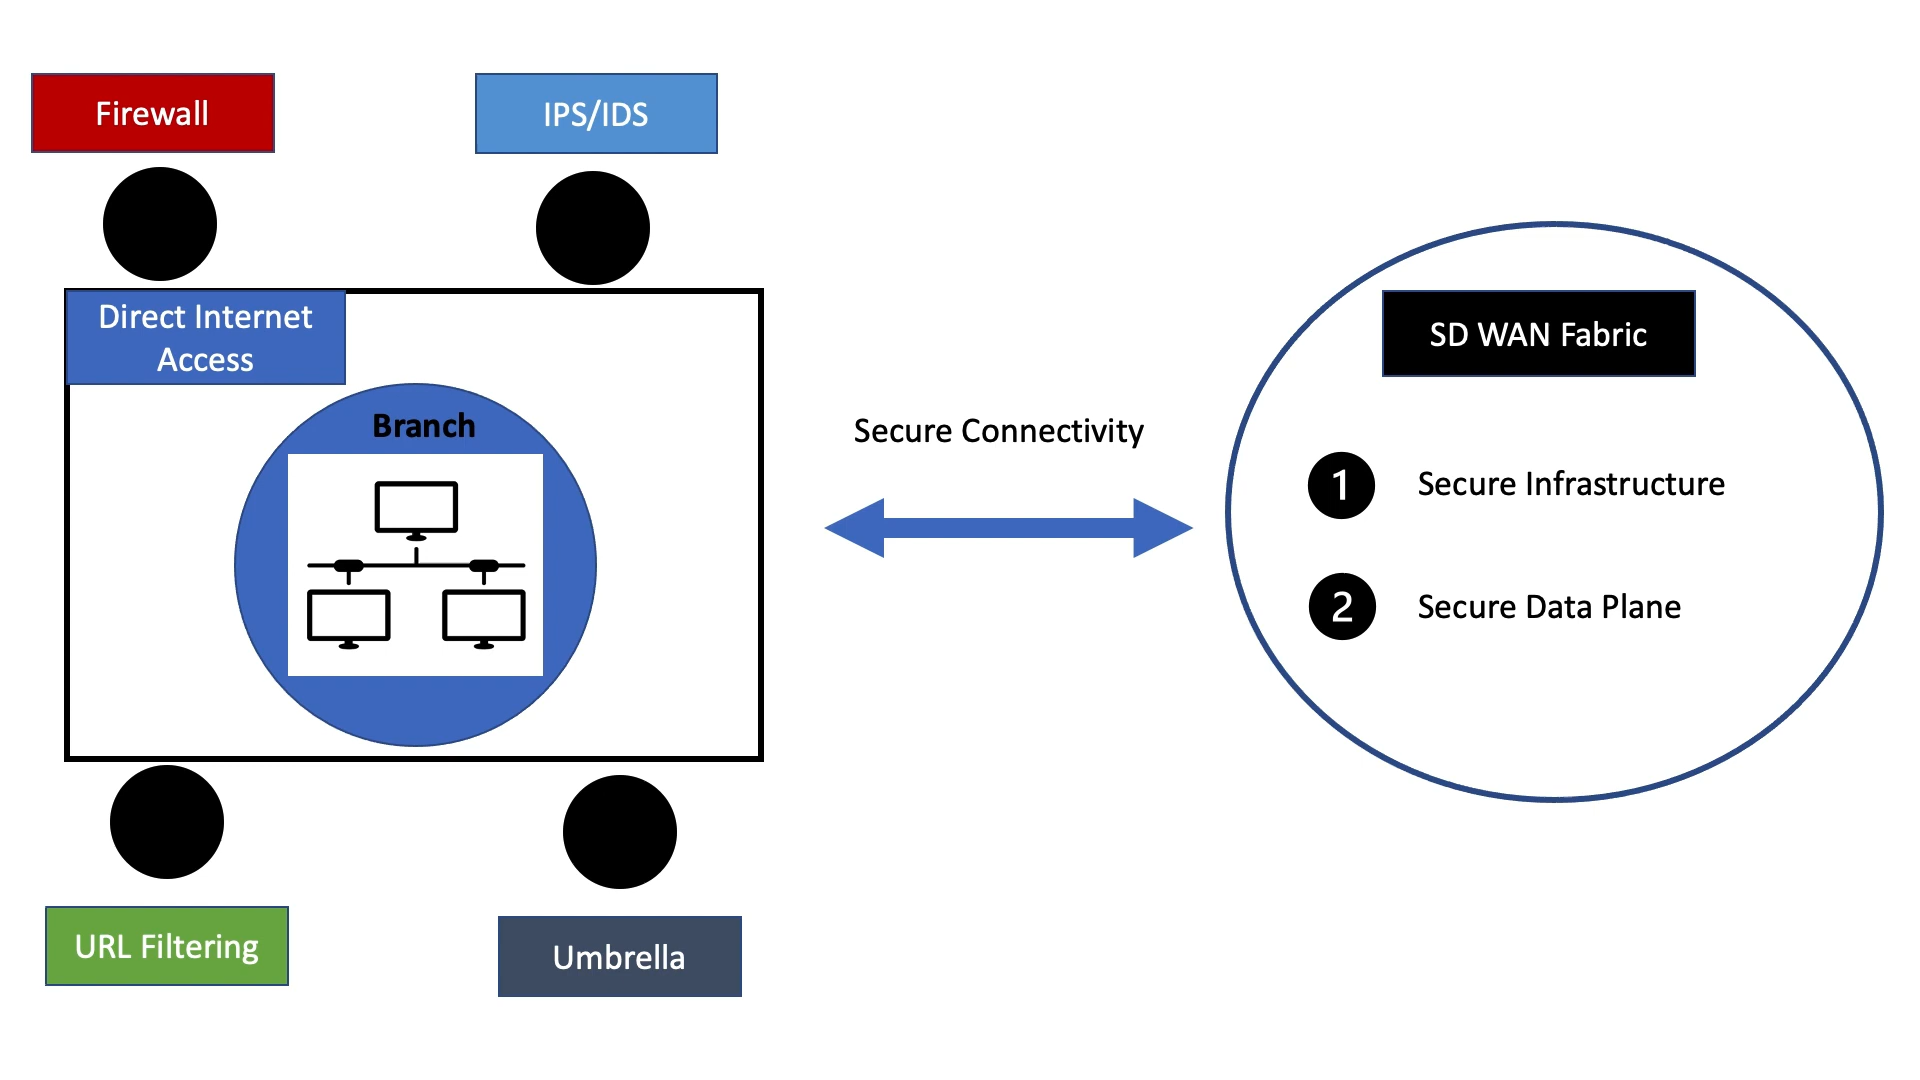 Firewall
IPS/IDS
Direct Internet
Access
Branch
Secure Connectivity
SD WAN Fabric
1 Secure Infrastructure
2 Secure Data Plane
URL Filtering
Umbrella